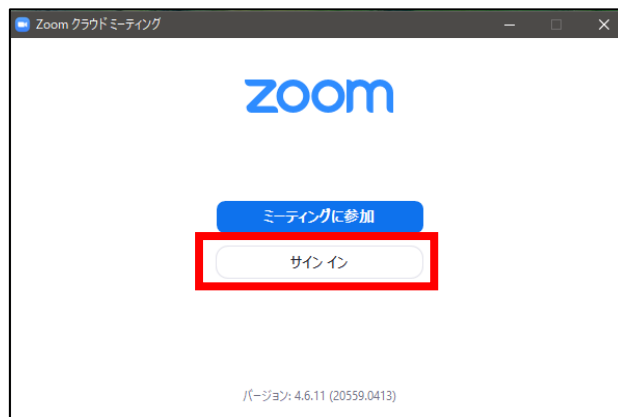 Zoom クラウドミーティング
zoom
ミーティングに参加
サイン イン
バージョン: 4.6.11 (20559.0413)